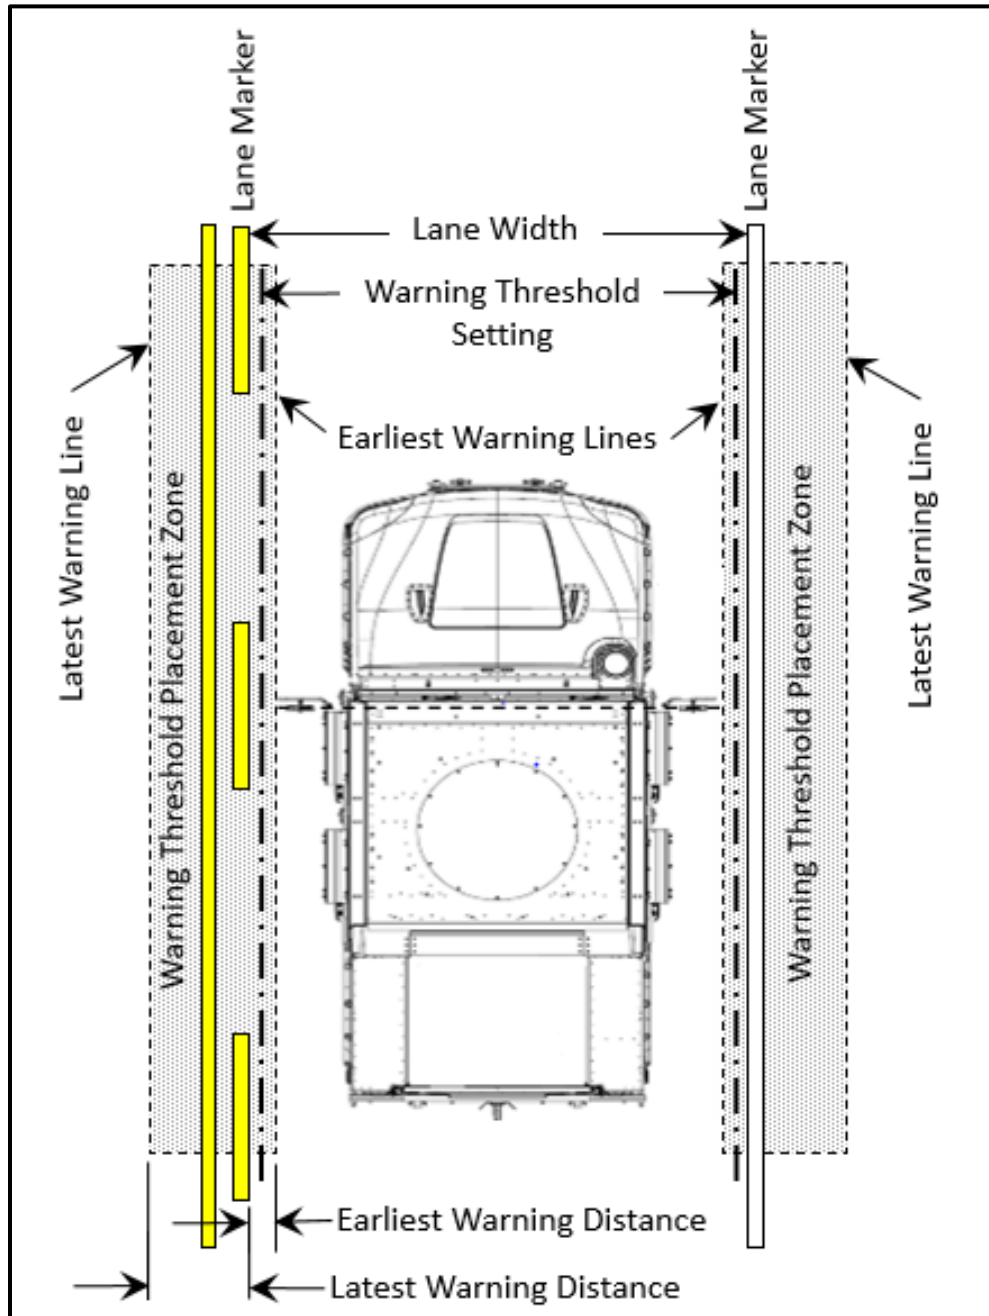 Lane Marker
Lane Marker
Lane Width
Warning Threshold
Setting
Earliest Warning Lines
Latest Warning Line
Warning Threshold Placement Zone
Warning Threshold Placement Zone
Latest Warning Line
Earliest Warning Distance
Latest Warning Distance